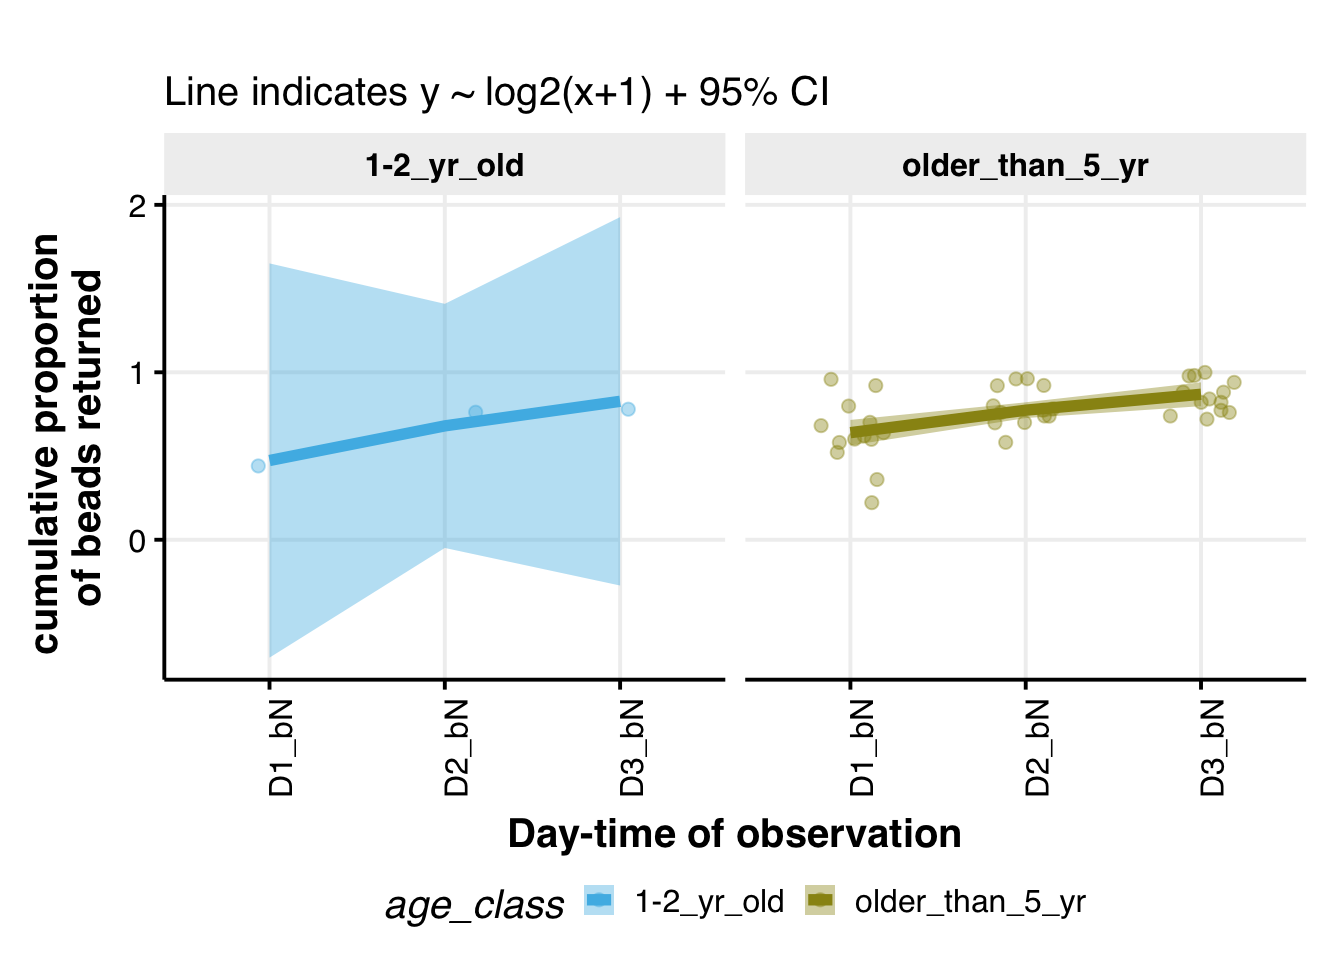 Line indicates y ~ log2(x+1) + 95% CI
1-2_yr_old
older_than_5_yr
cumulative proportion
of beads returned
2
1
0
D1_bN
D2_bN
D3_bN
D1_bN
D2_bN
D3_bN
Day-time of observation
age_class 1-2_yr_old older_than_5_yr